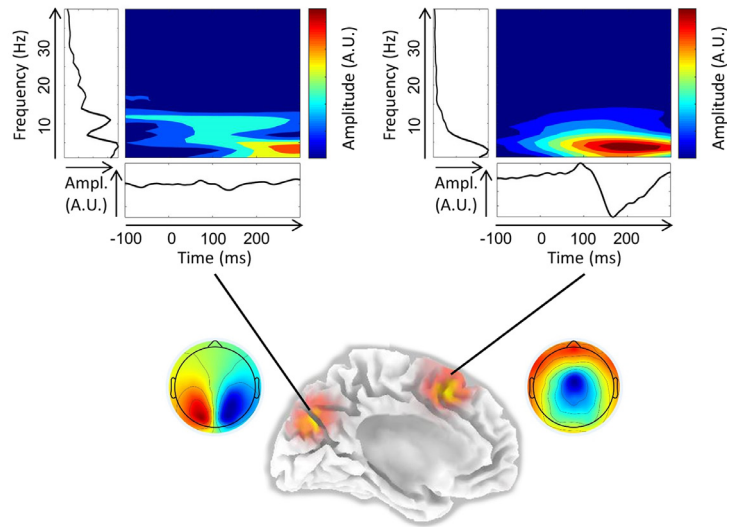 Frequency (Hz)
30
20
10
Amplitude (A.U.)
Ampl.
(A.U.)
-100 0 100 200
Time (ms)
Frequency (Hz)
30
20
10
Amplitude (A.U.)
Ampl.
(A.U.)
-100 0 100 200
Time (ms)